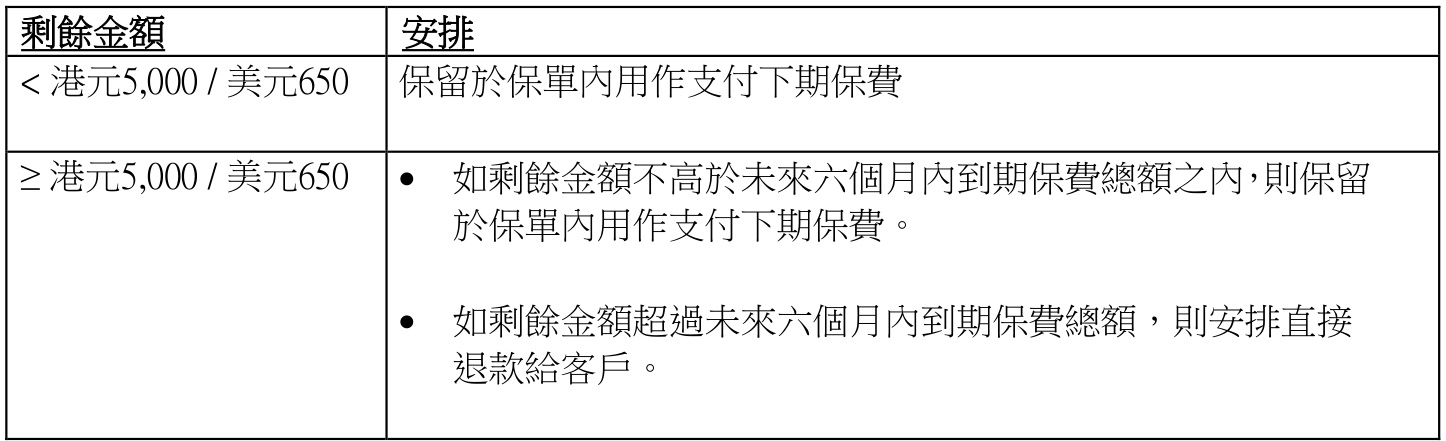 剩餘金額 安排
< 港元5,000 / 美元650 保留於保單內用作支付下期保費
≥ 港元5,000 / 美元650 • 如剩餘金額不高於未來六個月內到期保費總額之內，則保留
於保單內用作支付下期保費。
• 如剩餘金額超過未來六個月內到期保費總額，則安排直接
退款給客戶。